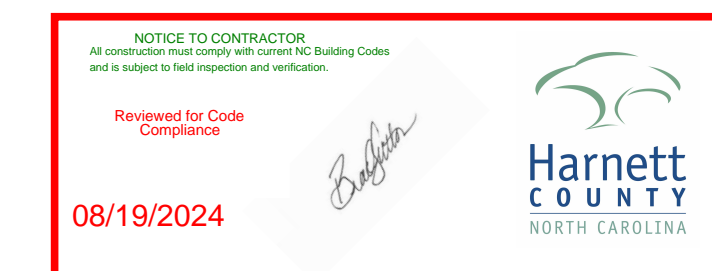 NOTICE TO CONTRACTOR
All construction must comply with current NC Building Codes
and is subject to field inspection and verification.
Reviewed for Code
Compliance
08/19/2024
Harnett
COUNTY
NORTH CAROLINA